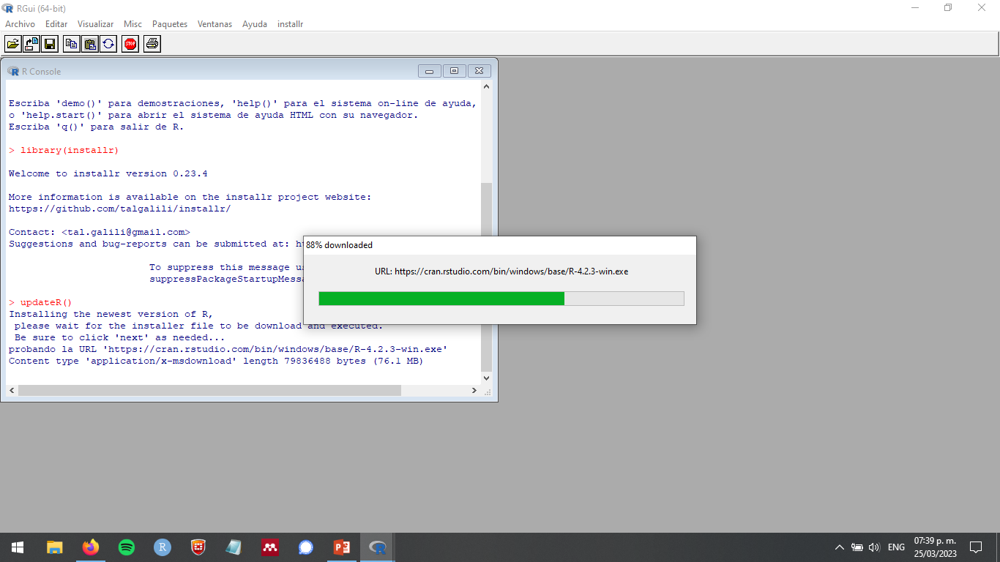 RGui (64-bit)
Archivo Editar Visualizar Misc Paquetes Ventanas Ayuda installr
STOP
R Console
Escriba 'demo()' para demostraciones, 'help()' para el sistema on-line de ayuda,
o 'help.start()' para abrir el sistema de ayuda HTML con su navegador.
Escriba 'q()' para salir de R.
> library(installr)
Welcome to installr version 0.23.4
More information is available on the installr project website:
https://github.com/talgalili/installr/
Contact: <tal.galili@gmail.com>
Suggestions and bug-reports can be submitted at:
To suppress this message
> updateR()
Installing the newest version of R,
please wait for the installer file to be download and executed.
Be sure to click 'next' as needed...
probando la URL 'https://cran.rstudio.com/bin/windows/base/R-4.2.3-win.exe'
Content type 'application/x-msdownload' length 79836488 bytes (76.1 MB)
88% downloaded
URL: https://cran.rstudio.com/bin/windows/base/R-4.2.3-win.exe
ENG
07:39 p. m.
25/03/2023